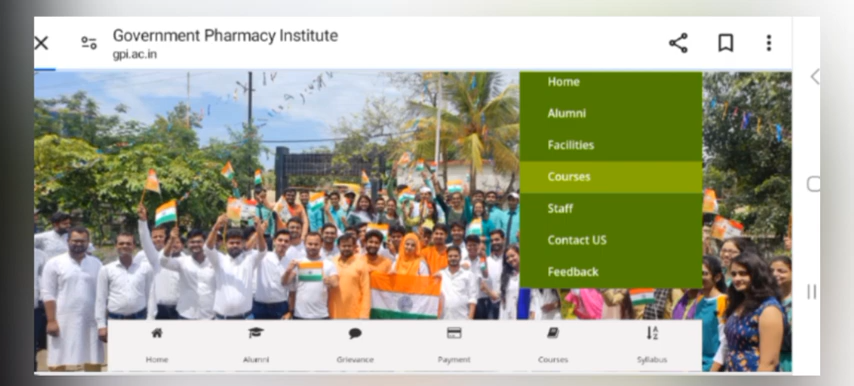 Government Pharmacy Institute
gpi.ac.in
Home
Alumni
Facilities
Courses
Staff
Contact US
Feedback
Home
Alumni
Grievance
Payment
Courses
Syllabus